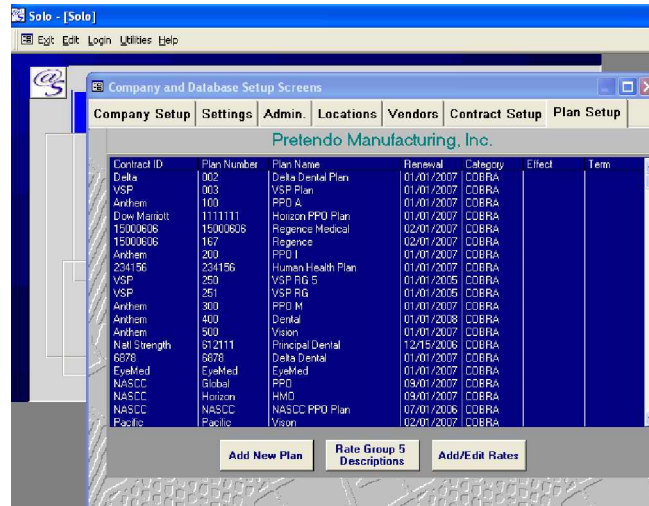 Solo - [Solo]
Exit Edit Login Utilities Help
@S
Company and Database Setup Screens
Company Setup Settings Admin. Locations Vendors Contract Setup Plan Setup
Pretendo Manufacturing, Inc.
Contract ID Plan Number Plan Name Renewal Category Effect Term
Delta 002 Delta Dental Plan 01/01/2007 COBRA
VSP 003 VSP Plan 01/01/2007 COBRA
Anthem 100 PPO A 01/01/2007 COBRA
Dow Marriott 1111111 Horizon PPO Plan 01/01/2007 COBRA
15000606 15000606 Regence Medical 02/01/2007 COBRA
15000606 167 Regence 02/01/2007 COBRA
Anthem 200 PPO I 01/01/2007 COBRA
234156 234156 Human Health Plan 01/01/2007 COBRA
VSP 250 VSP RG 5 01/01/2005 COBRA
VSP 251 VSP RG 01/01/2005 COBRA
Anthem 300 PPO M 01/01/2007 COBRA
Anthem 400 Dental 01/01/2008 COBRA
Anthem 500 Vision 01/01/2007 COBRA
Natl Strength 612111 Principal Dental 12/15/2006 COBRA
6878 6878 Delta Dental 01/01/2007 COBRA
EyeMed EyeMed EyeMed 01/01/2007 COBRA
NASCC Global PPO 09/01/2007 COBRA
NASCC Horizon HMO 09/01/2007 COBRA
NASCC NASCC NASCC PPO Plan 07/01/2006 COBRA
Pacific Pacific Vison 02/01/2007 COBRA
Add New Plan Rate Group 5 Descriptions Add/Edit Rates